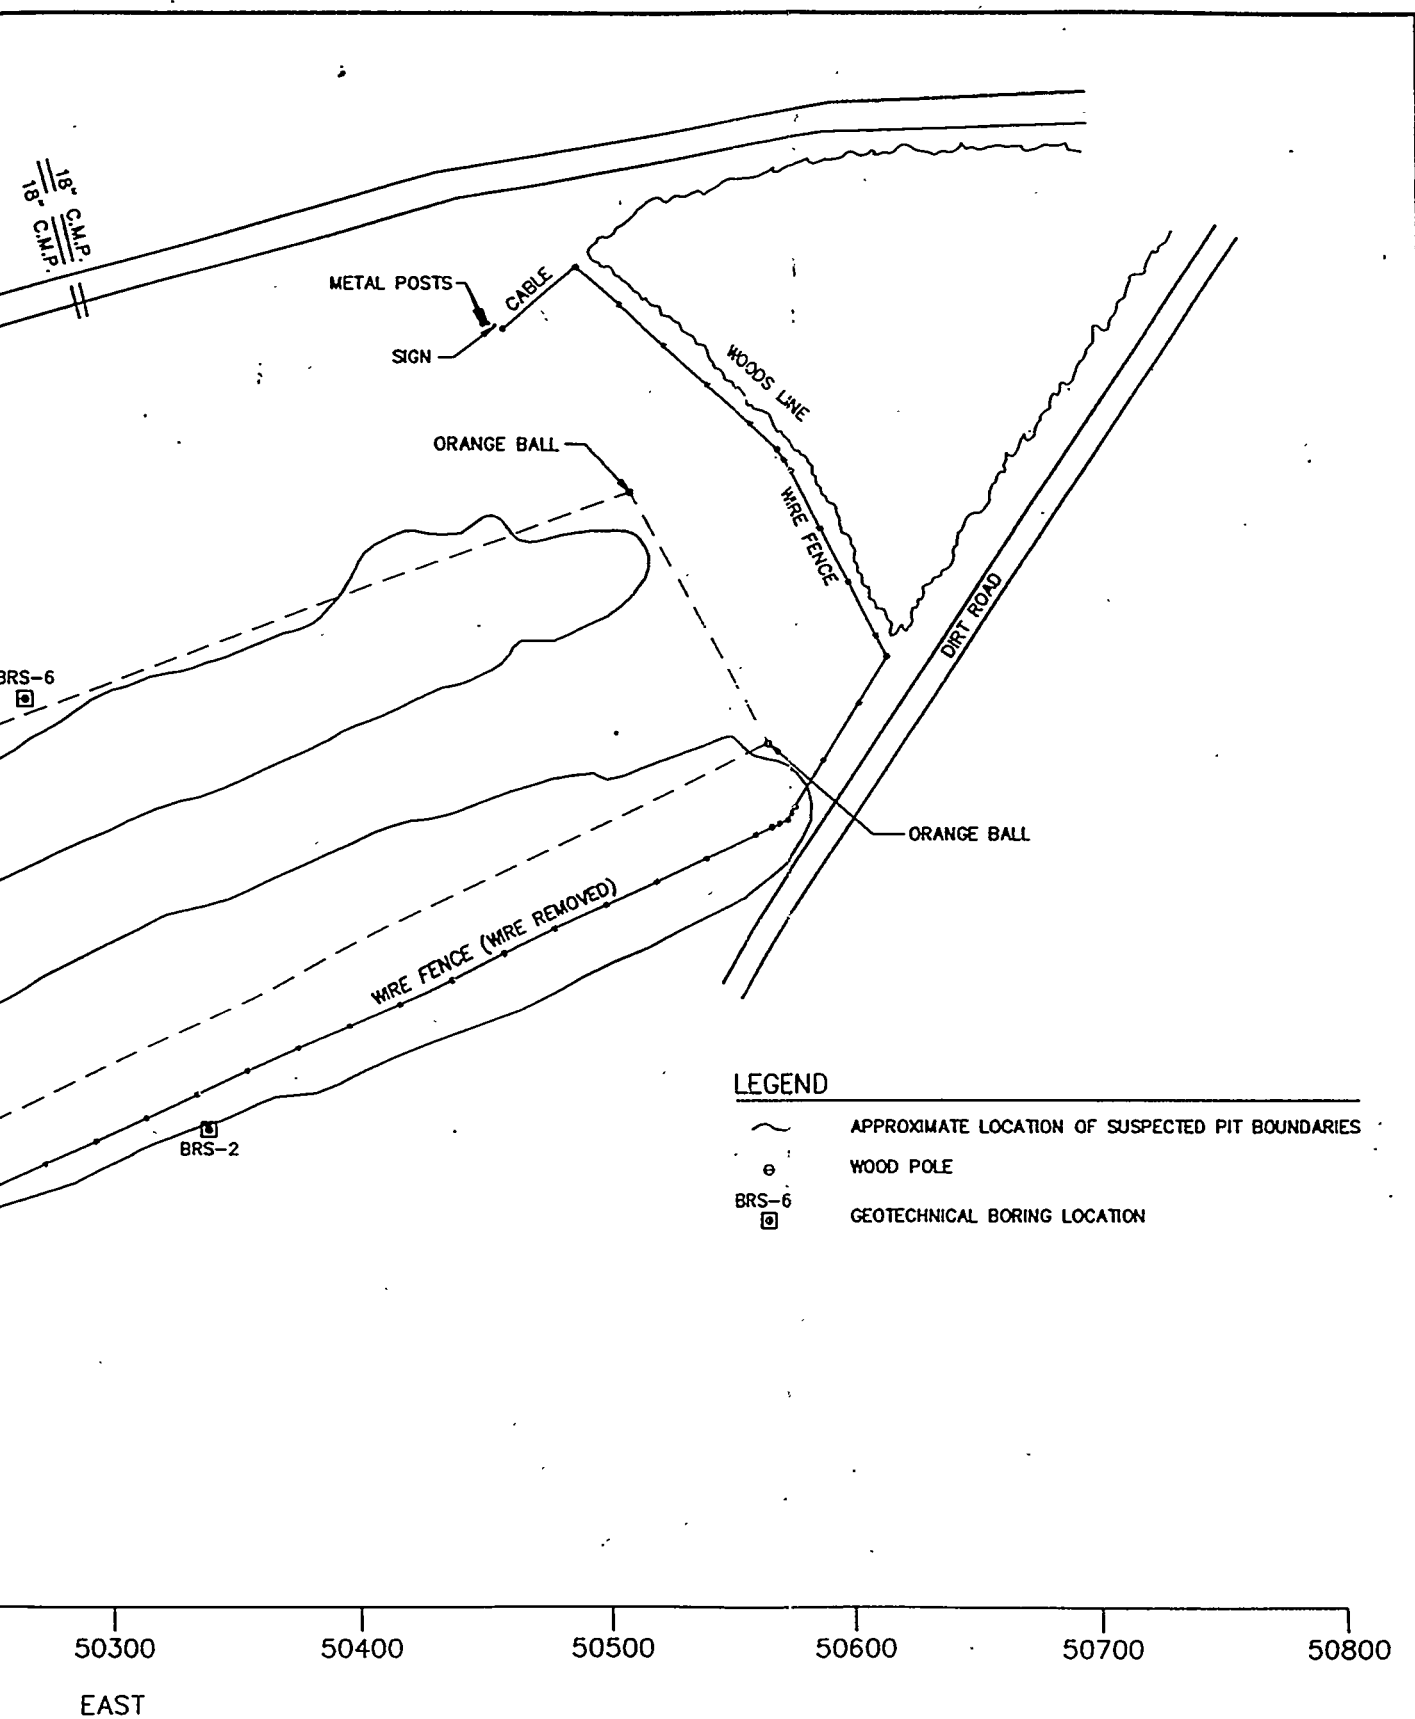 18" C.M.P.
18" C.M.P.
METAL POSTS
CABLE
SIGN
WOODS LINE
ORANGE BALL
WIRE FENCE
DIRT ROAD
BRS-6
ORANGE BALL
WIRE FENCE (WIRE REMOVED)
BRS-2
LEGEND
APPROXIMATE LOCATION OF SUSPECTED PIT BOUNDARIES
WOOD POLE
BRS-6
GEOTECHNICAL BORING LOCATION
50300 50400 50500 50600 50700 50800
EAST